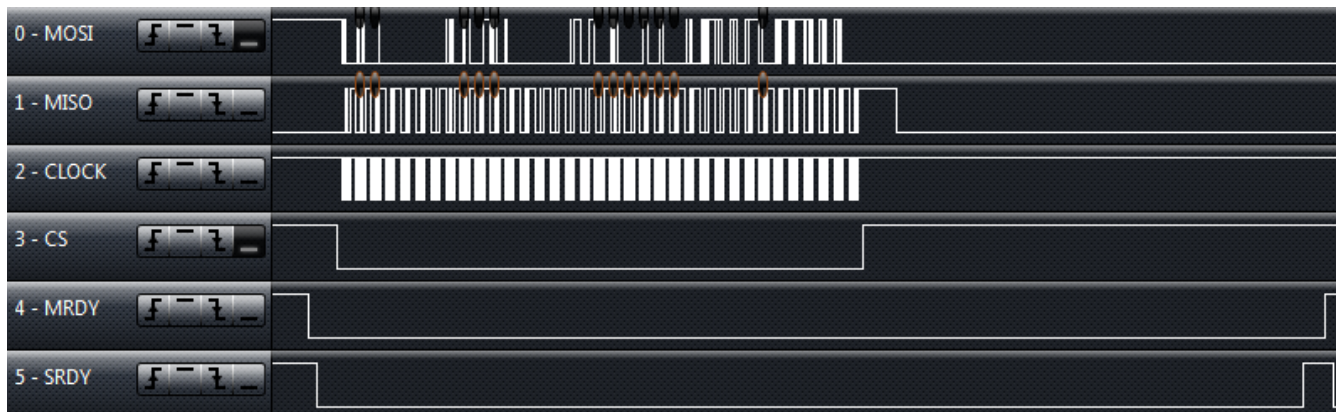 0 - MOSI
1 - MISO
2 - CLOCK
3 - CS
4 - MRDY
5 - SRDY